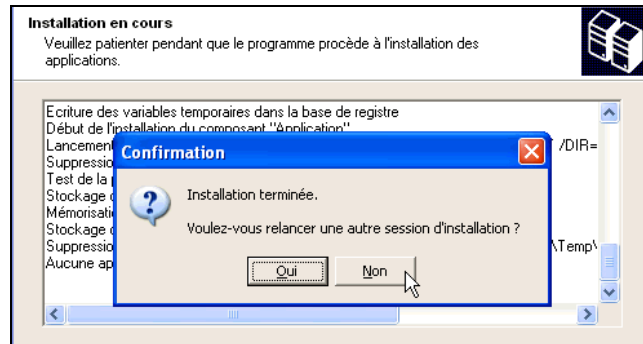 Installation en cours
Veuillez patienter pendant que le programme procède à l'installation des
applications.
Ecriture des variables temporaires dans la base de registre
Début de l'installation du composant "Application"
Lancement
/DIR=
Confirmation
Suppressio
Test de la
Stockage
Installation terminée.
Mémorisati
Stockage
Voulez-vous relancer une autre session d'installation ?
Suppressio
\Temp\
Aucune ap
Oui
Non